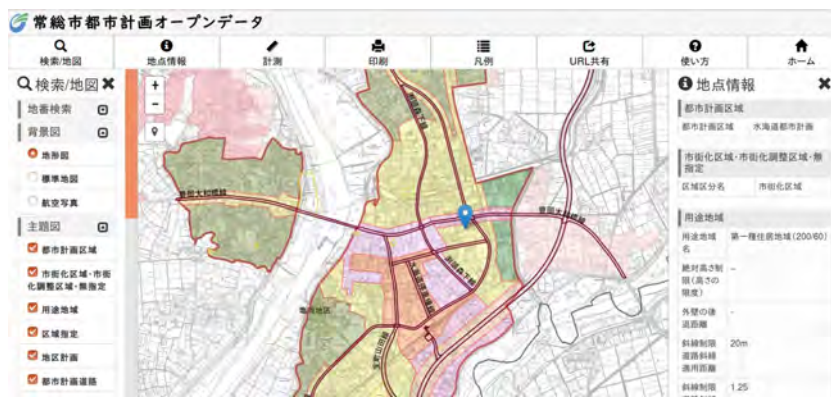 常総市都市計画オープンデータ
検索/地図
地点情報
計測
印刷
凡例
URL共有
使い方
ホーム
検索/地図
地番検索
背景図
地形図
標準地図
航空写真
主題図
都市計画区域
市街化区域・市街
化調整区域・無指定
用途地域
区域指定
地区計画
都市計画道路
+
-
地点情報
都市計画区域
都市計画区域 水海道都市計画
市街化区域・市街化調整区域・無
指定
区域区分名 市街化区域
用途地域
用途地域
名
第一種住居地域(200/60)
絶対高さ制
限(高さの
限度)
-
外壁の後
退距離
-
斜線制限
道路斜線
適用距離
20m
斜線制限
1.25